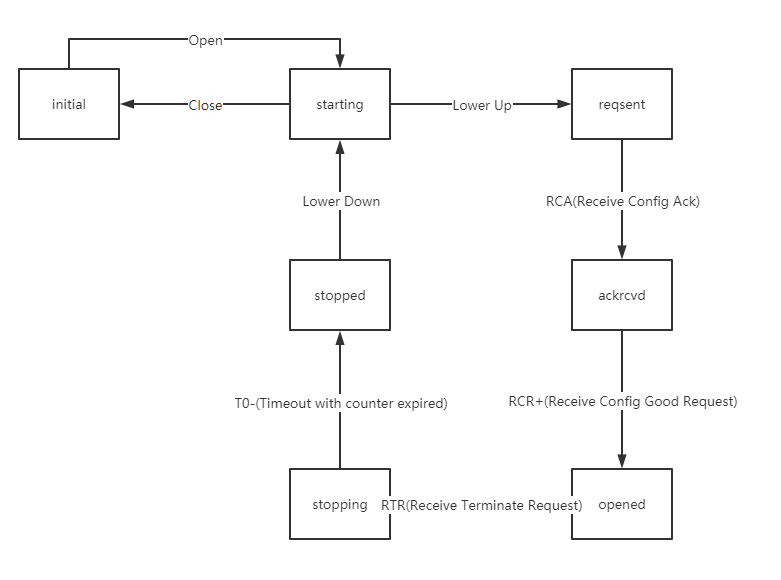 Open
initial
Close
starting
Lower Up
reqsent
Lower Down
RCA(Receive Config Ack)
stopped
ackrcvd
T0-(Timeout with counter expired)
RCR+(Receive Config Good Request)
stopping
RTR(Receive Terminate Request)
opened